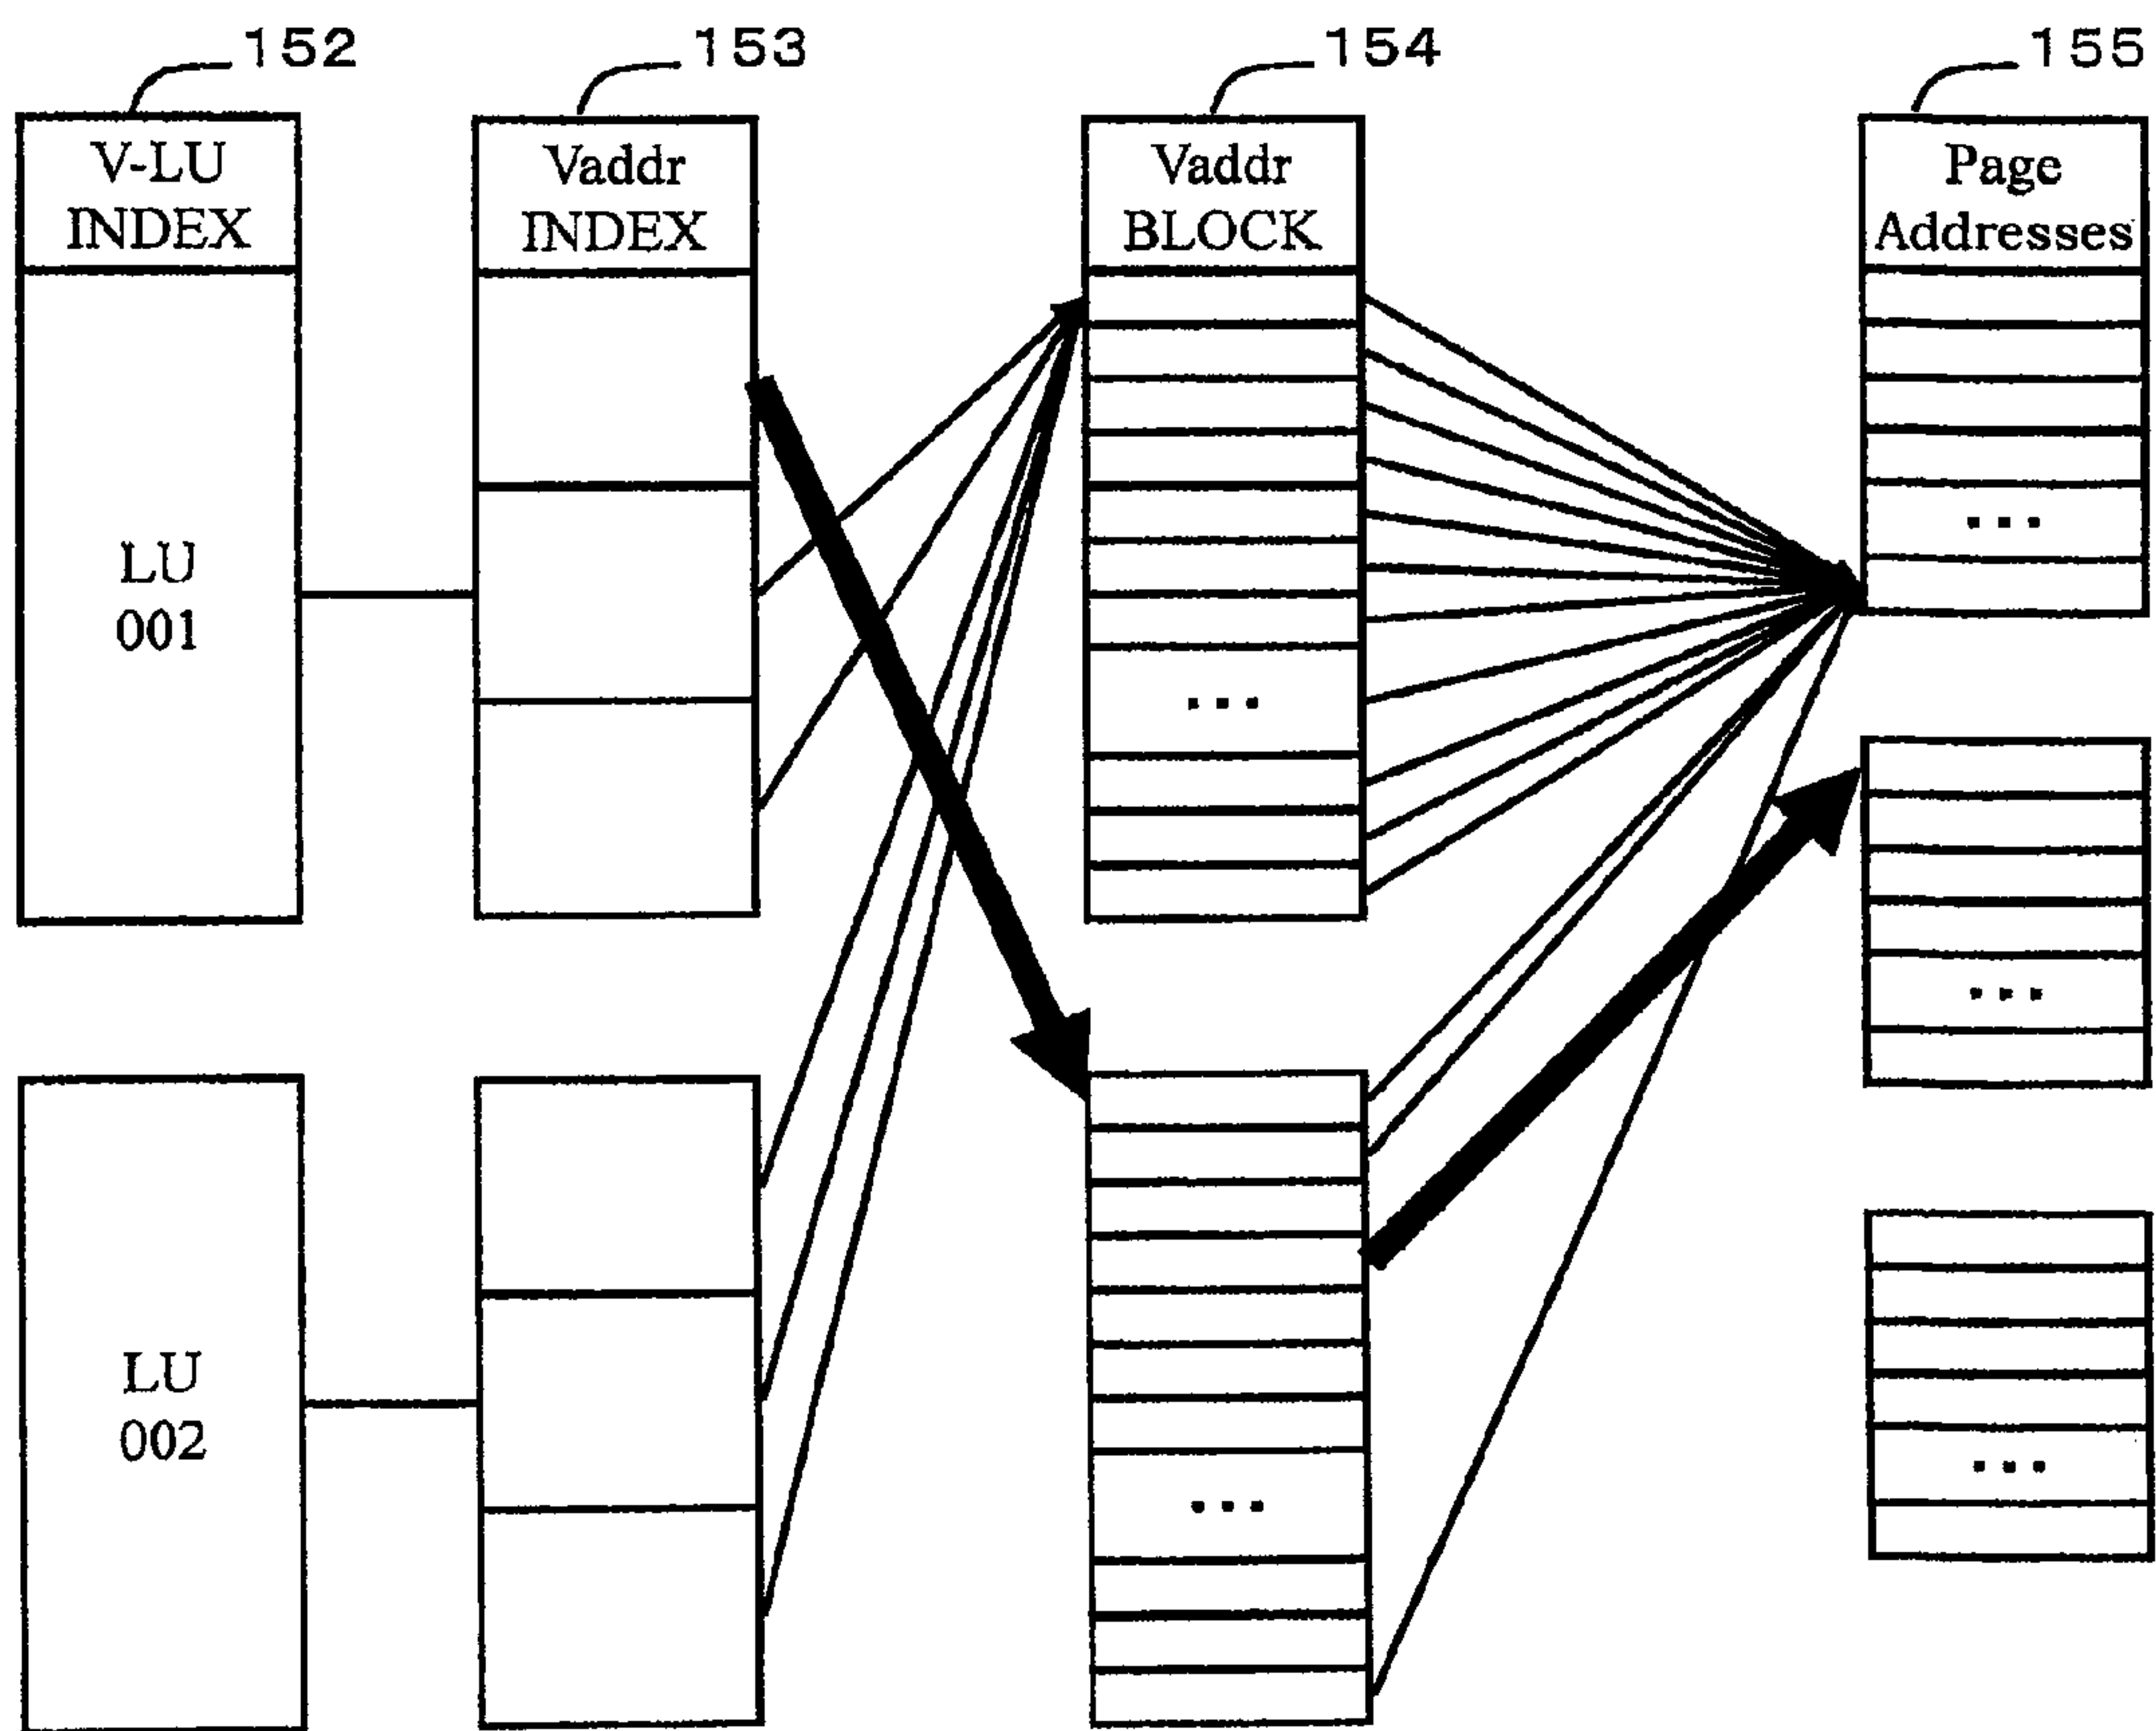 152
153
154
155
V-LU
INDEX
Vaddr
INDEX
Vaddr
BLOCK
Page
Addresses
...
LU
001
...
...
LU
002
...
...